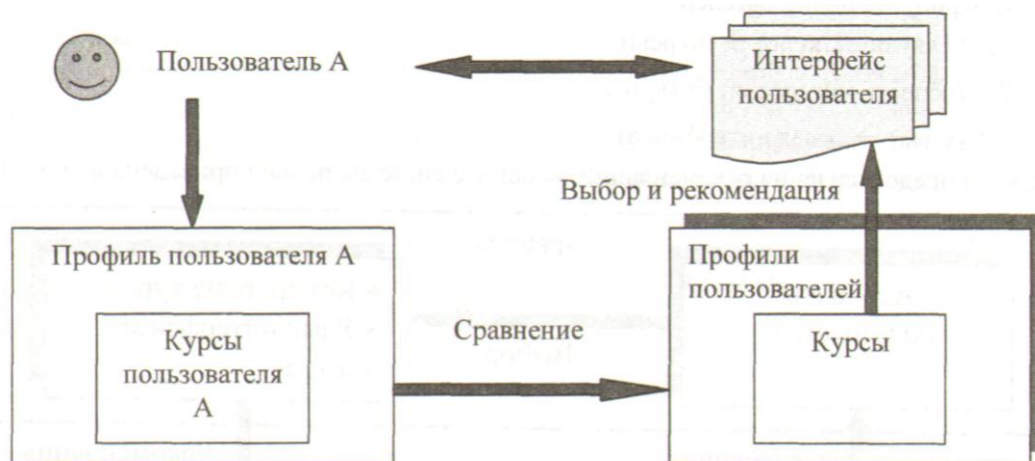 Пользователь А
Интерфейс
пользователя
Выбор и рекомендация
Профиль пользователя А
Профили
пользователей
Сравнение
Курсы
пользователя
А
Курсы